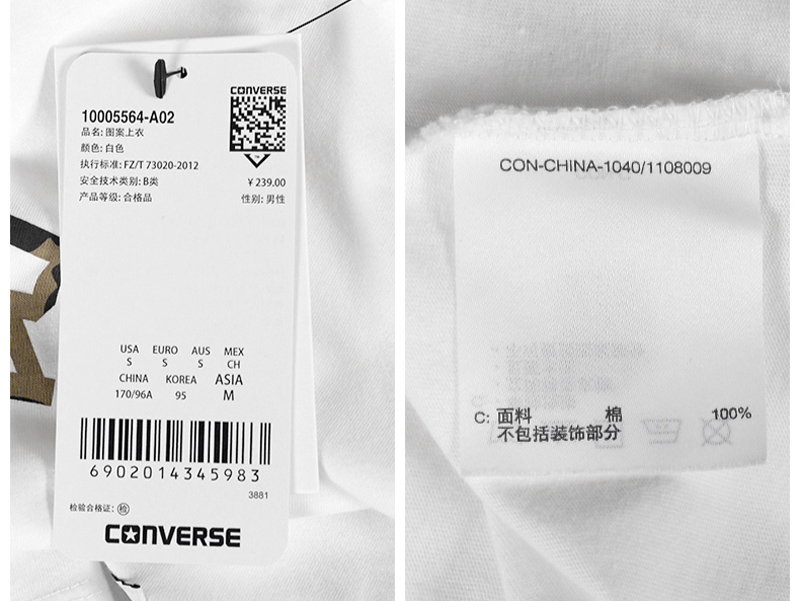 CONVERSE
10005564-A02
品名: 图案上衣
颜色: 白色
执行标准: FZ/T 73020-2012
安全技术类别: B类
¥ 239.00
产品等级: 合格品
性别: 男性
USA EURO AUS MEX
S S S CH
CHINA KOREA ASIA
170/96A 95 M
6902014345983
3881
检验合格证: 检
CONVERSE
CON-CHINA-1040/1108009
C: 面料 棉 100%
不包括装饰部分